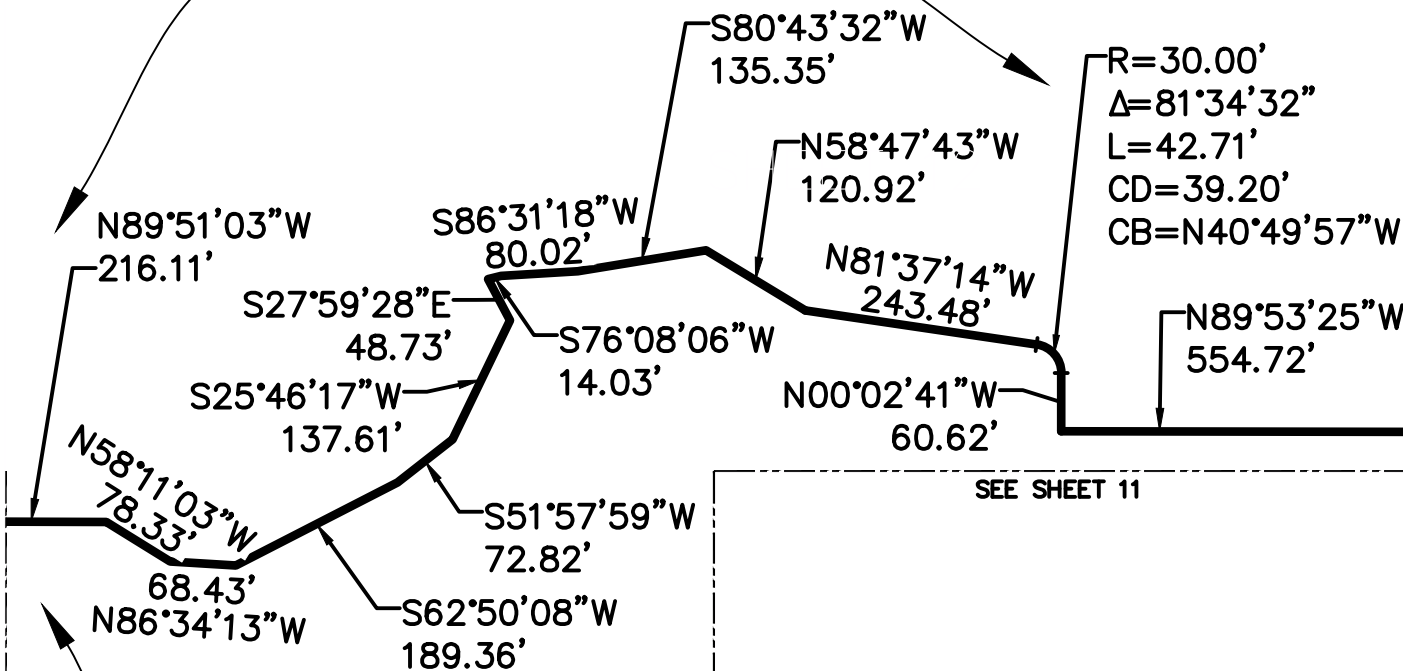 S80°43'32"W
135.35'
R=30.00'
Δ=81°34'32"
L=42.71'
CD=39.20'
CB=N40°49'57"W
N58°47'43"W
120.92'
N89°51'03"W
216.11'
S86°31'18"W
80.02'
N81°37'14"W
243.48'
S27°59'28"E
48.73'
S76°08'06"W
14.03'
N89°53'25"W
554.72'
S25°46'17"W
137.61'
N00°02'41"W
60.62'
N58°11'03"W
78.33'
SEE SHEET 11
S51°57'59"W
72.82'
68.43'
N86°34'13"W
S62°50'08"W
189.36'